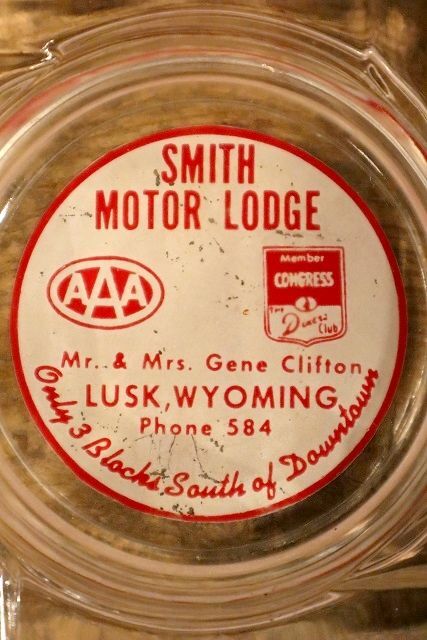 SMITH
MOTOR LODGE
AAA
Member
CONGRESS
The Diners Club
Mr. & Mrs. Gene Clifton
LUSK, WYOMING
Phone 584
Only 3 Blocks South of Downtown